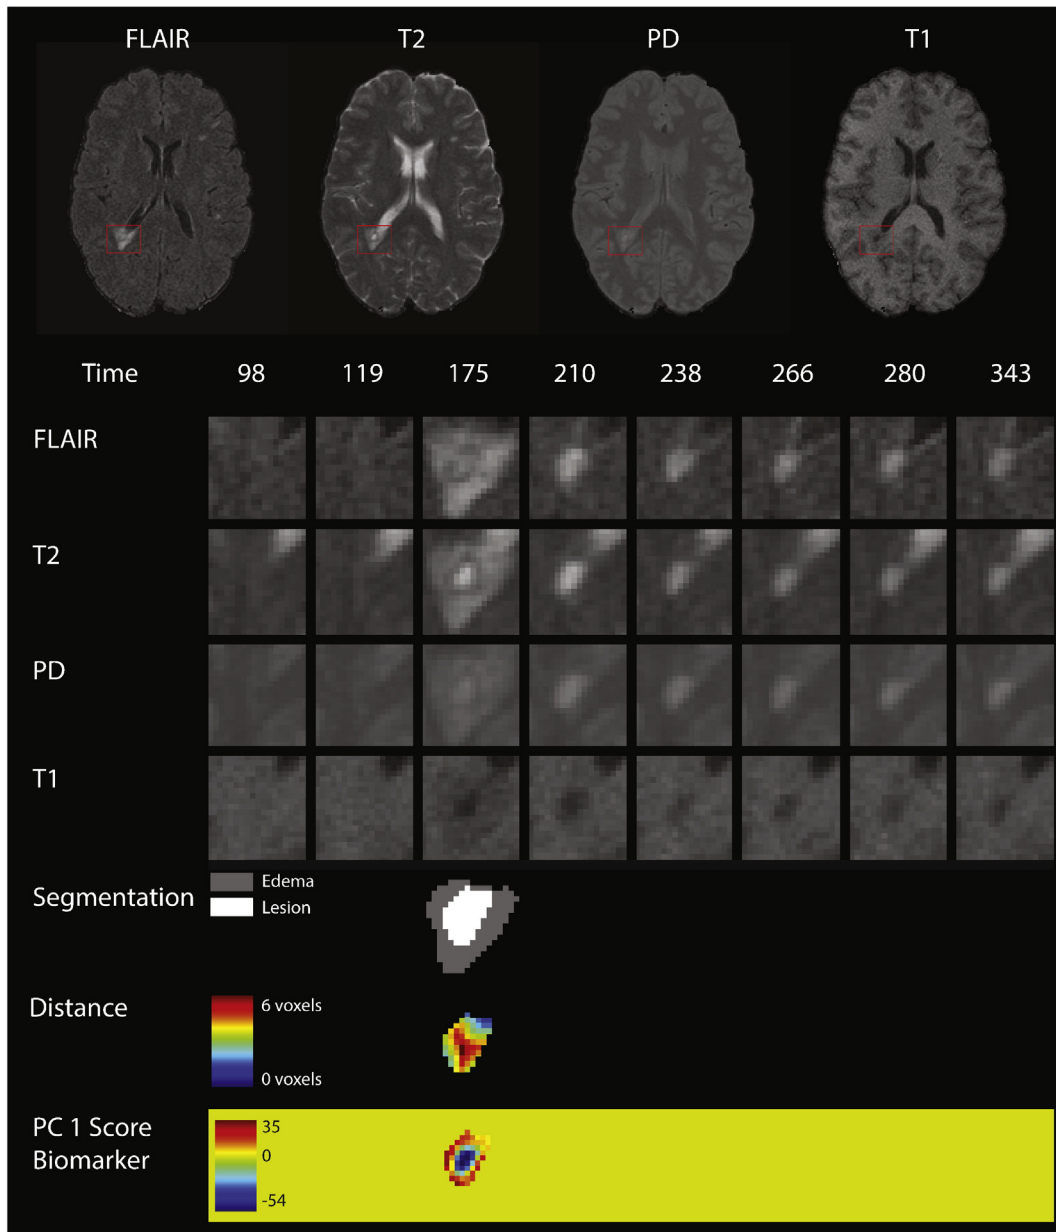 FLAIR T2 PD T1
Time 98 119 175 210 238 266 280 343
FLAIR
T2
PD
T1
Segmentation
Edema
Lesion
Distance
6 voxels
0 voxels
PC 1 Score
Biomarker
35
0
-54